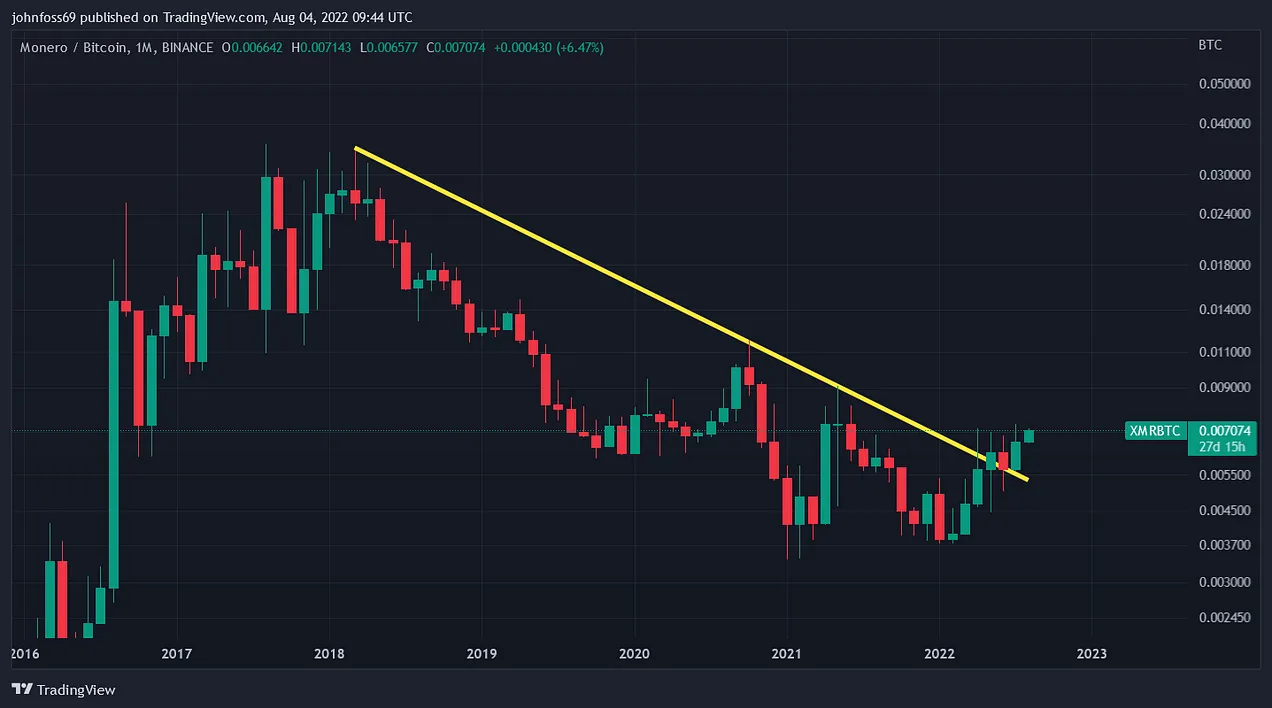 johnfoss69 published on TradingView.com, Aug 04, 2022 09:44 UTC
Monero / Bitcoin, 1M, BINANCE O0.006642 H0.007143 L0.006577 C0.007074 +0.000430 (+6.47%)
BTC
0.050000
0.040000
0.030000
0.024000
0.018000
0.014000
0.011000
0.009000
XMRBTC 0.007074
27d 15h
0.005500
0.004500
0.003700
0.003000
0.002450
2016 2017 2018 2019 2020 2021 2022 2023
TradingView